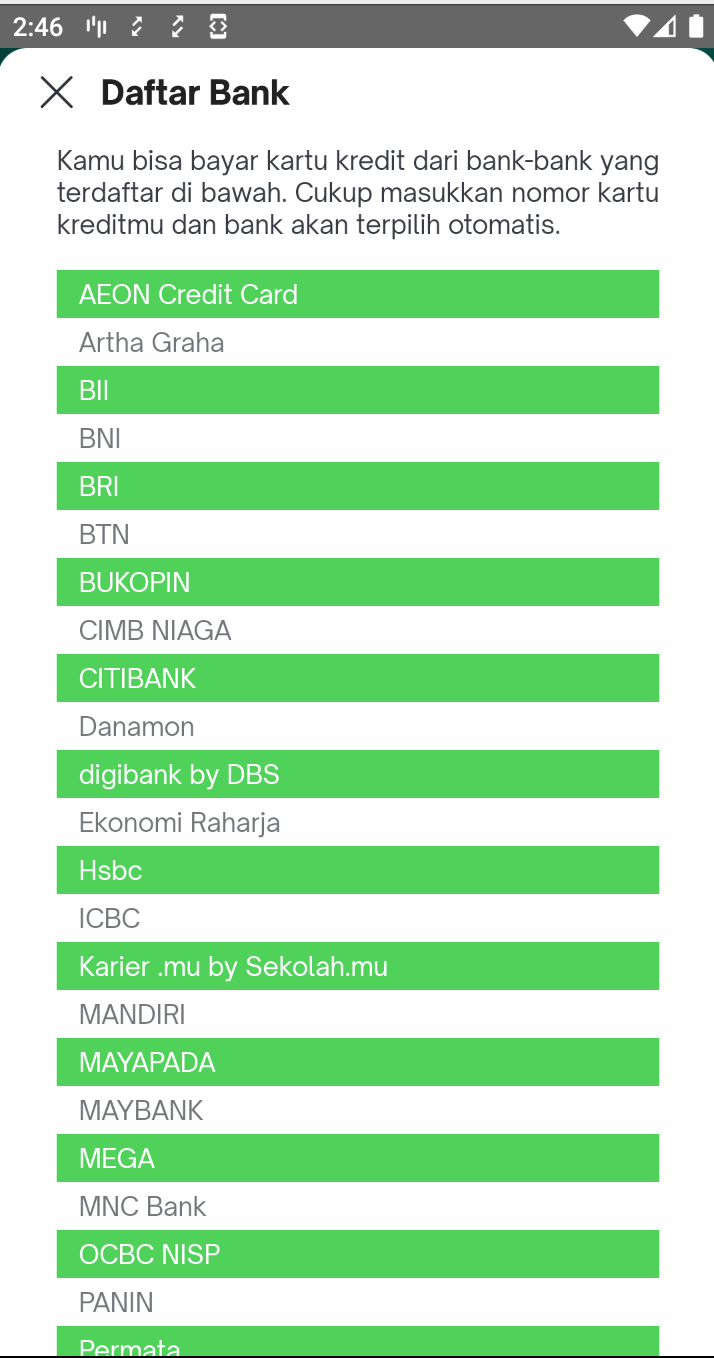 2:46
Daftar Bank
Kamu bisa bayar kartu kredit dari bank-bank yang
terdaftar di bawah. Cukup masukkan nomor kartu
kreditmu dan bank akan terpilih otomatis.
AEON Credit Card
Artha Graha
BII
BNI
BRI
BTN
BUKOPIN
CIMB NIAGA
CITIBANK
Danamon
digibank by DBS
Ekonomi Raharja
Hsbc
ICBC
Karier .mu by Sekolah.mu
MANDIRI
MAYAPADA
MAYBANK
MEGA
MNC Bank
OCBC NISP
PANIN
Permata